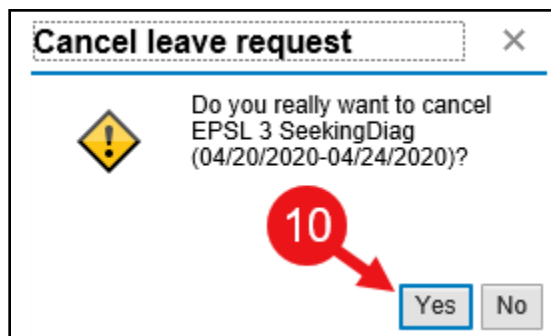 Cancel leave request
Do you really want to cancel
EPSL 3 SeekingDiag
(04/20/2020-04/24/2020)?
10
Yes No